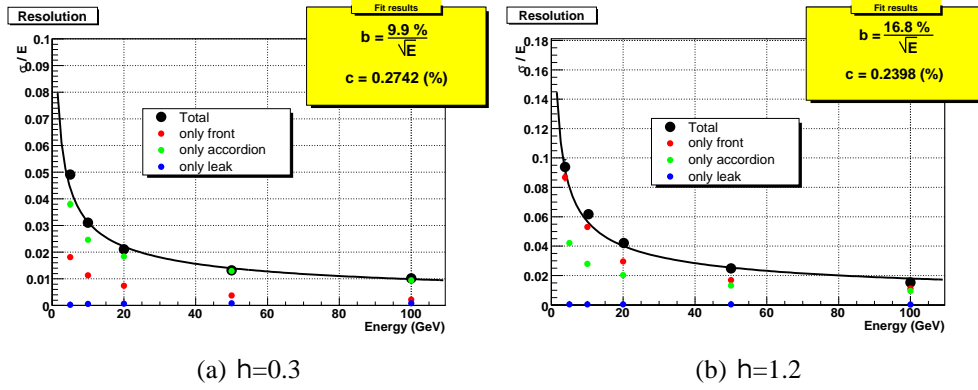 Resolution
Fit results
b = 9.9 % / √E
c = 0.2742 (%)
σ / E
0.1
0.09
0.08
0.07
0.06
0.05
0.04
0.03
0.02
0.01
0
Total
only front
only accordion
only leak
0 20 40 60 80 100
Energy (GeV)
(a) h=0.3
Resolution
Fit results
b = 16.8 % / √E
c = 0.2398 (%)
σ / E
0.18
0.16
0.14
0.12
0.1
0.08
0.06
0.04
0.02
0
Total
only front
only accordion
only leak
0 20 40 60 80 100
Energy (GeV)
(b) h=1.2